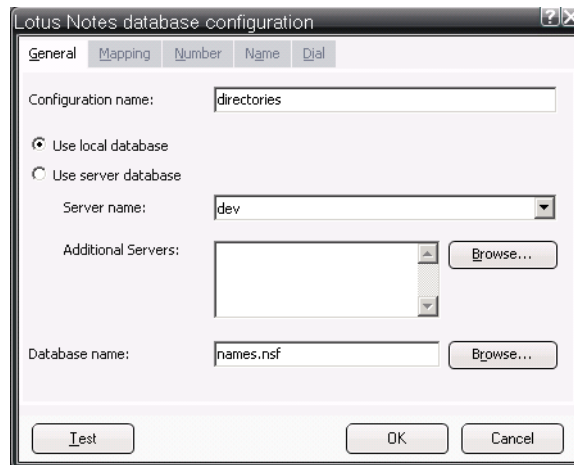 Lotus Notes database configuration
General Mapping Number Name Dial
Configuration name: directories
Use local database
Use server database
Server name: dev
Additional Servers: Browse...
Database name: names.nsf Browse...
Test OK Cancel